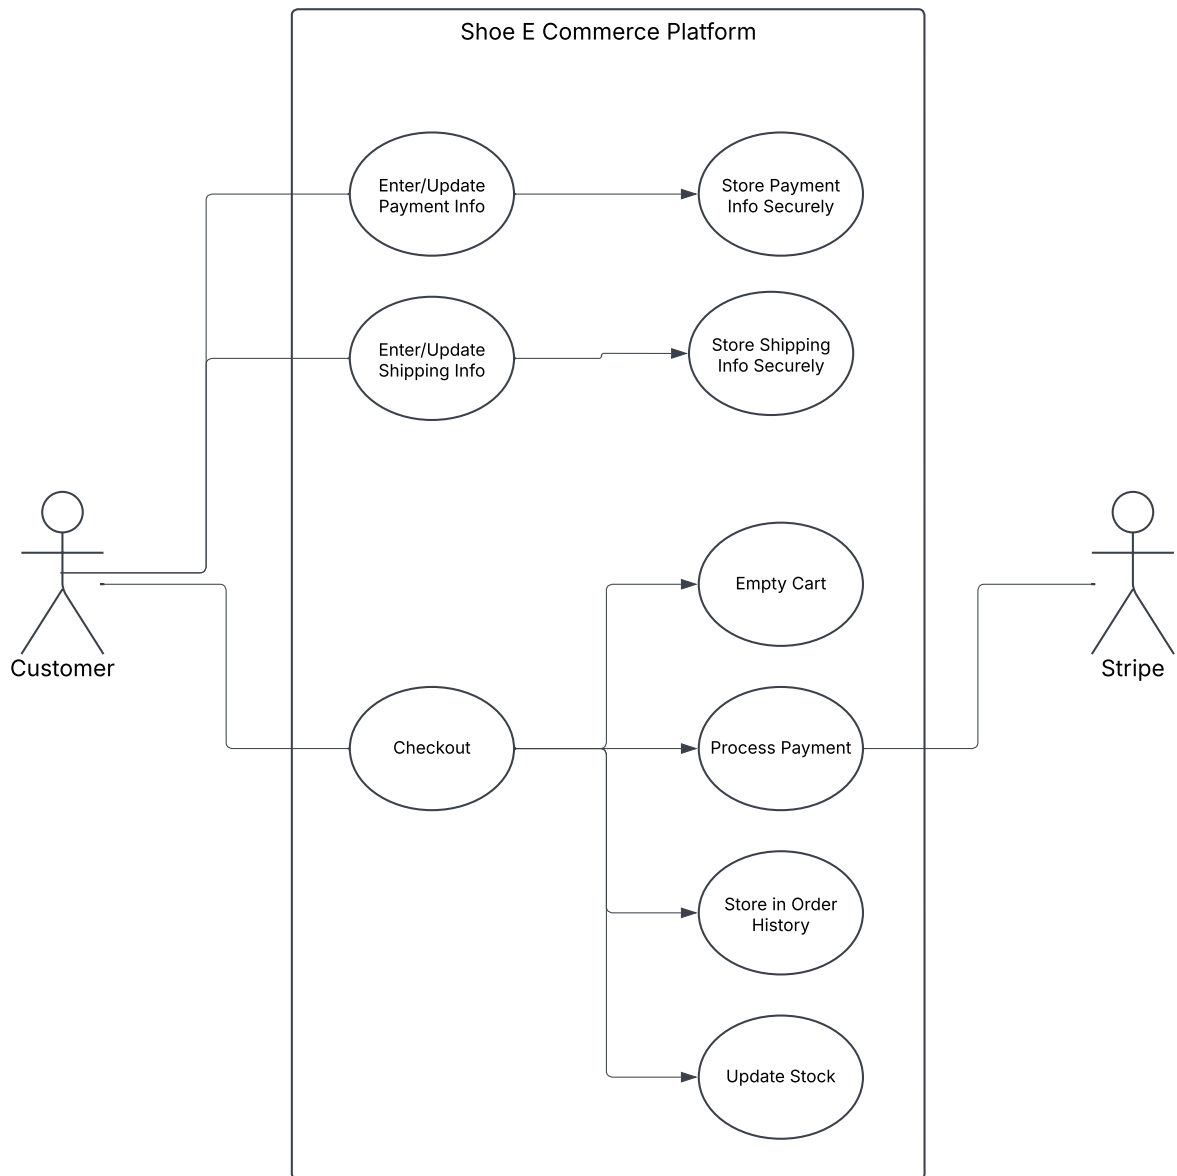 Shoe E Commerce Platform
Enter/Update
Payment Info
Store Payment
Info Securely
Enter/Update
Shipping Info
Store Shipping
Info Securely
Customer
Empty Cart
Stripe
Checkout
Process Payment
Store in Order
History
Update Stock